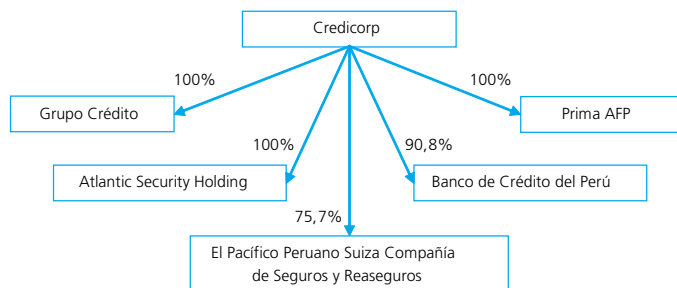 Credicorp
100%
100%
Grupo Crédito
Prima AFP
100%
90,8%
Atlantic Security Holding
Banco de Crédito del Perú
75,7%
El Pacífico Peruano Suiza Compañía
de Seguros y Reaseguros